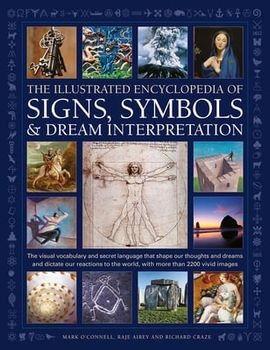 THE ILLUSTRATED ENCYCLOPEDIA OF
SIGNS, SYMBOLS
& DREAM INTERPRETATION
The visual vocabulary and secret language that shape our thoughts and dreams
and dictate our reactions to the world, with more than 2200 vivid images
MARK O'CONNELL, RAJE AIREY AND RICHARD CRAZE